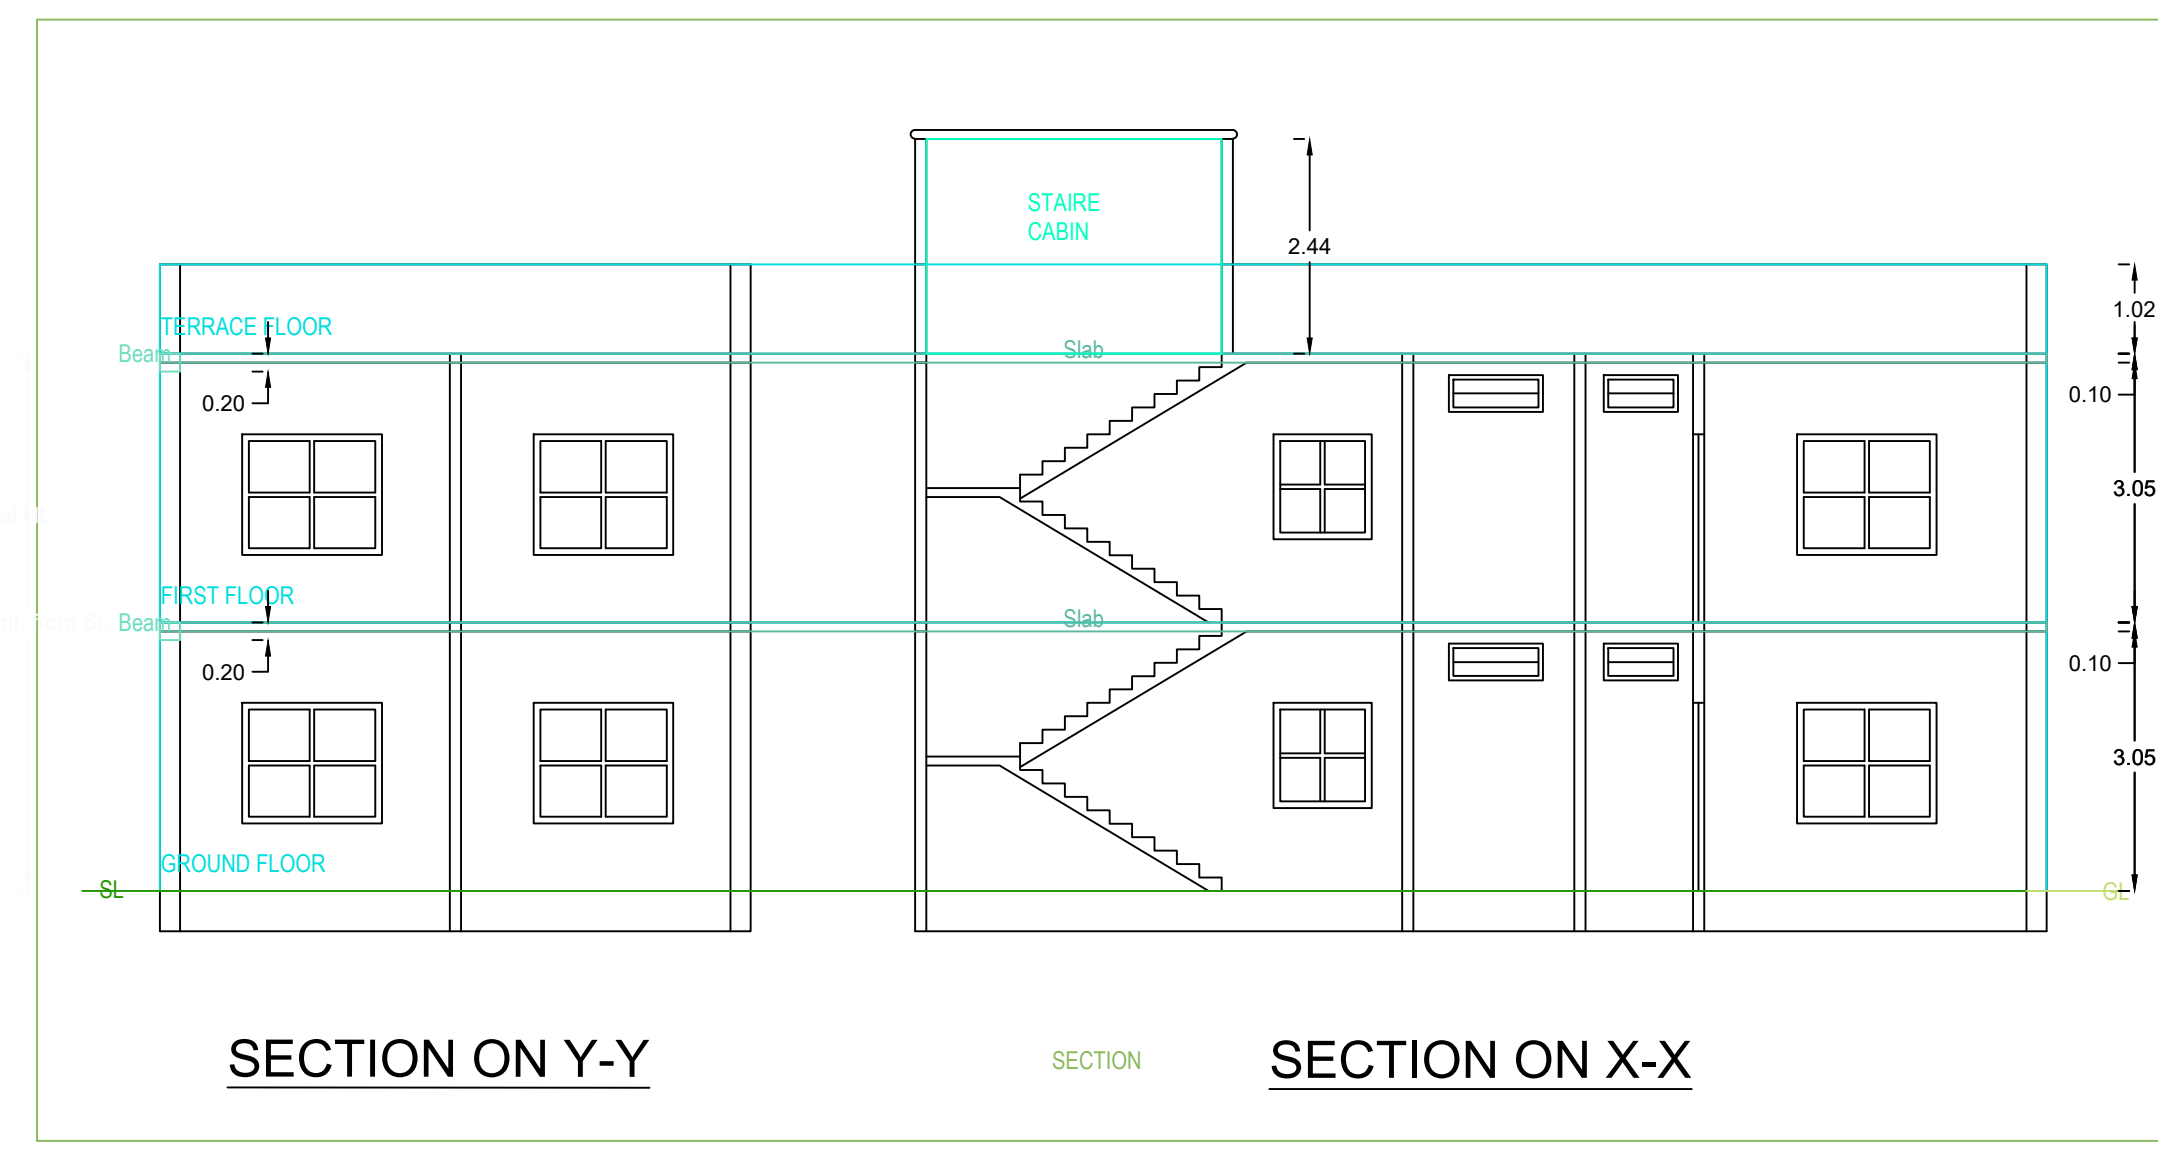 STAIRE
CABIN
2.44
1.02
TERRACE FLOOR
Beam
Slab
0.20
0.10
3.05
FIRST FLOOR
Beam
Slab
0.20
0.10
3.05
GROUND FLOOR
SL
GL
SECTION ON Y-Y
SECTION
SECTION ON X-X